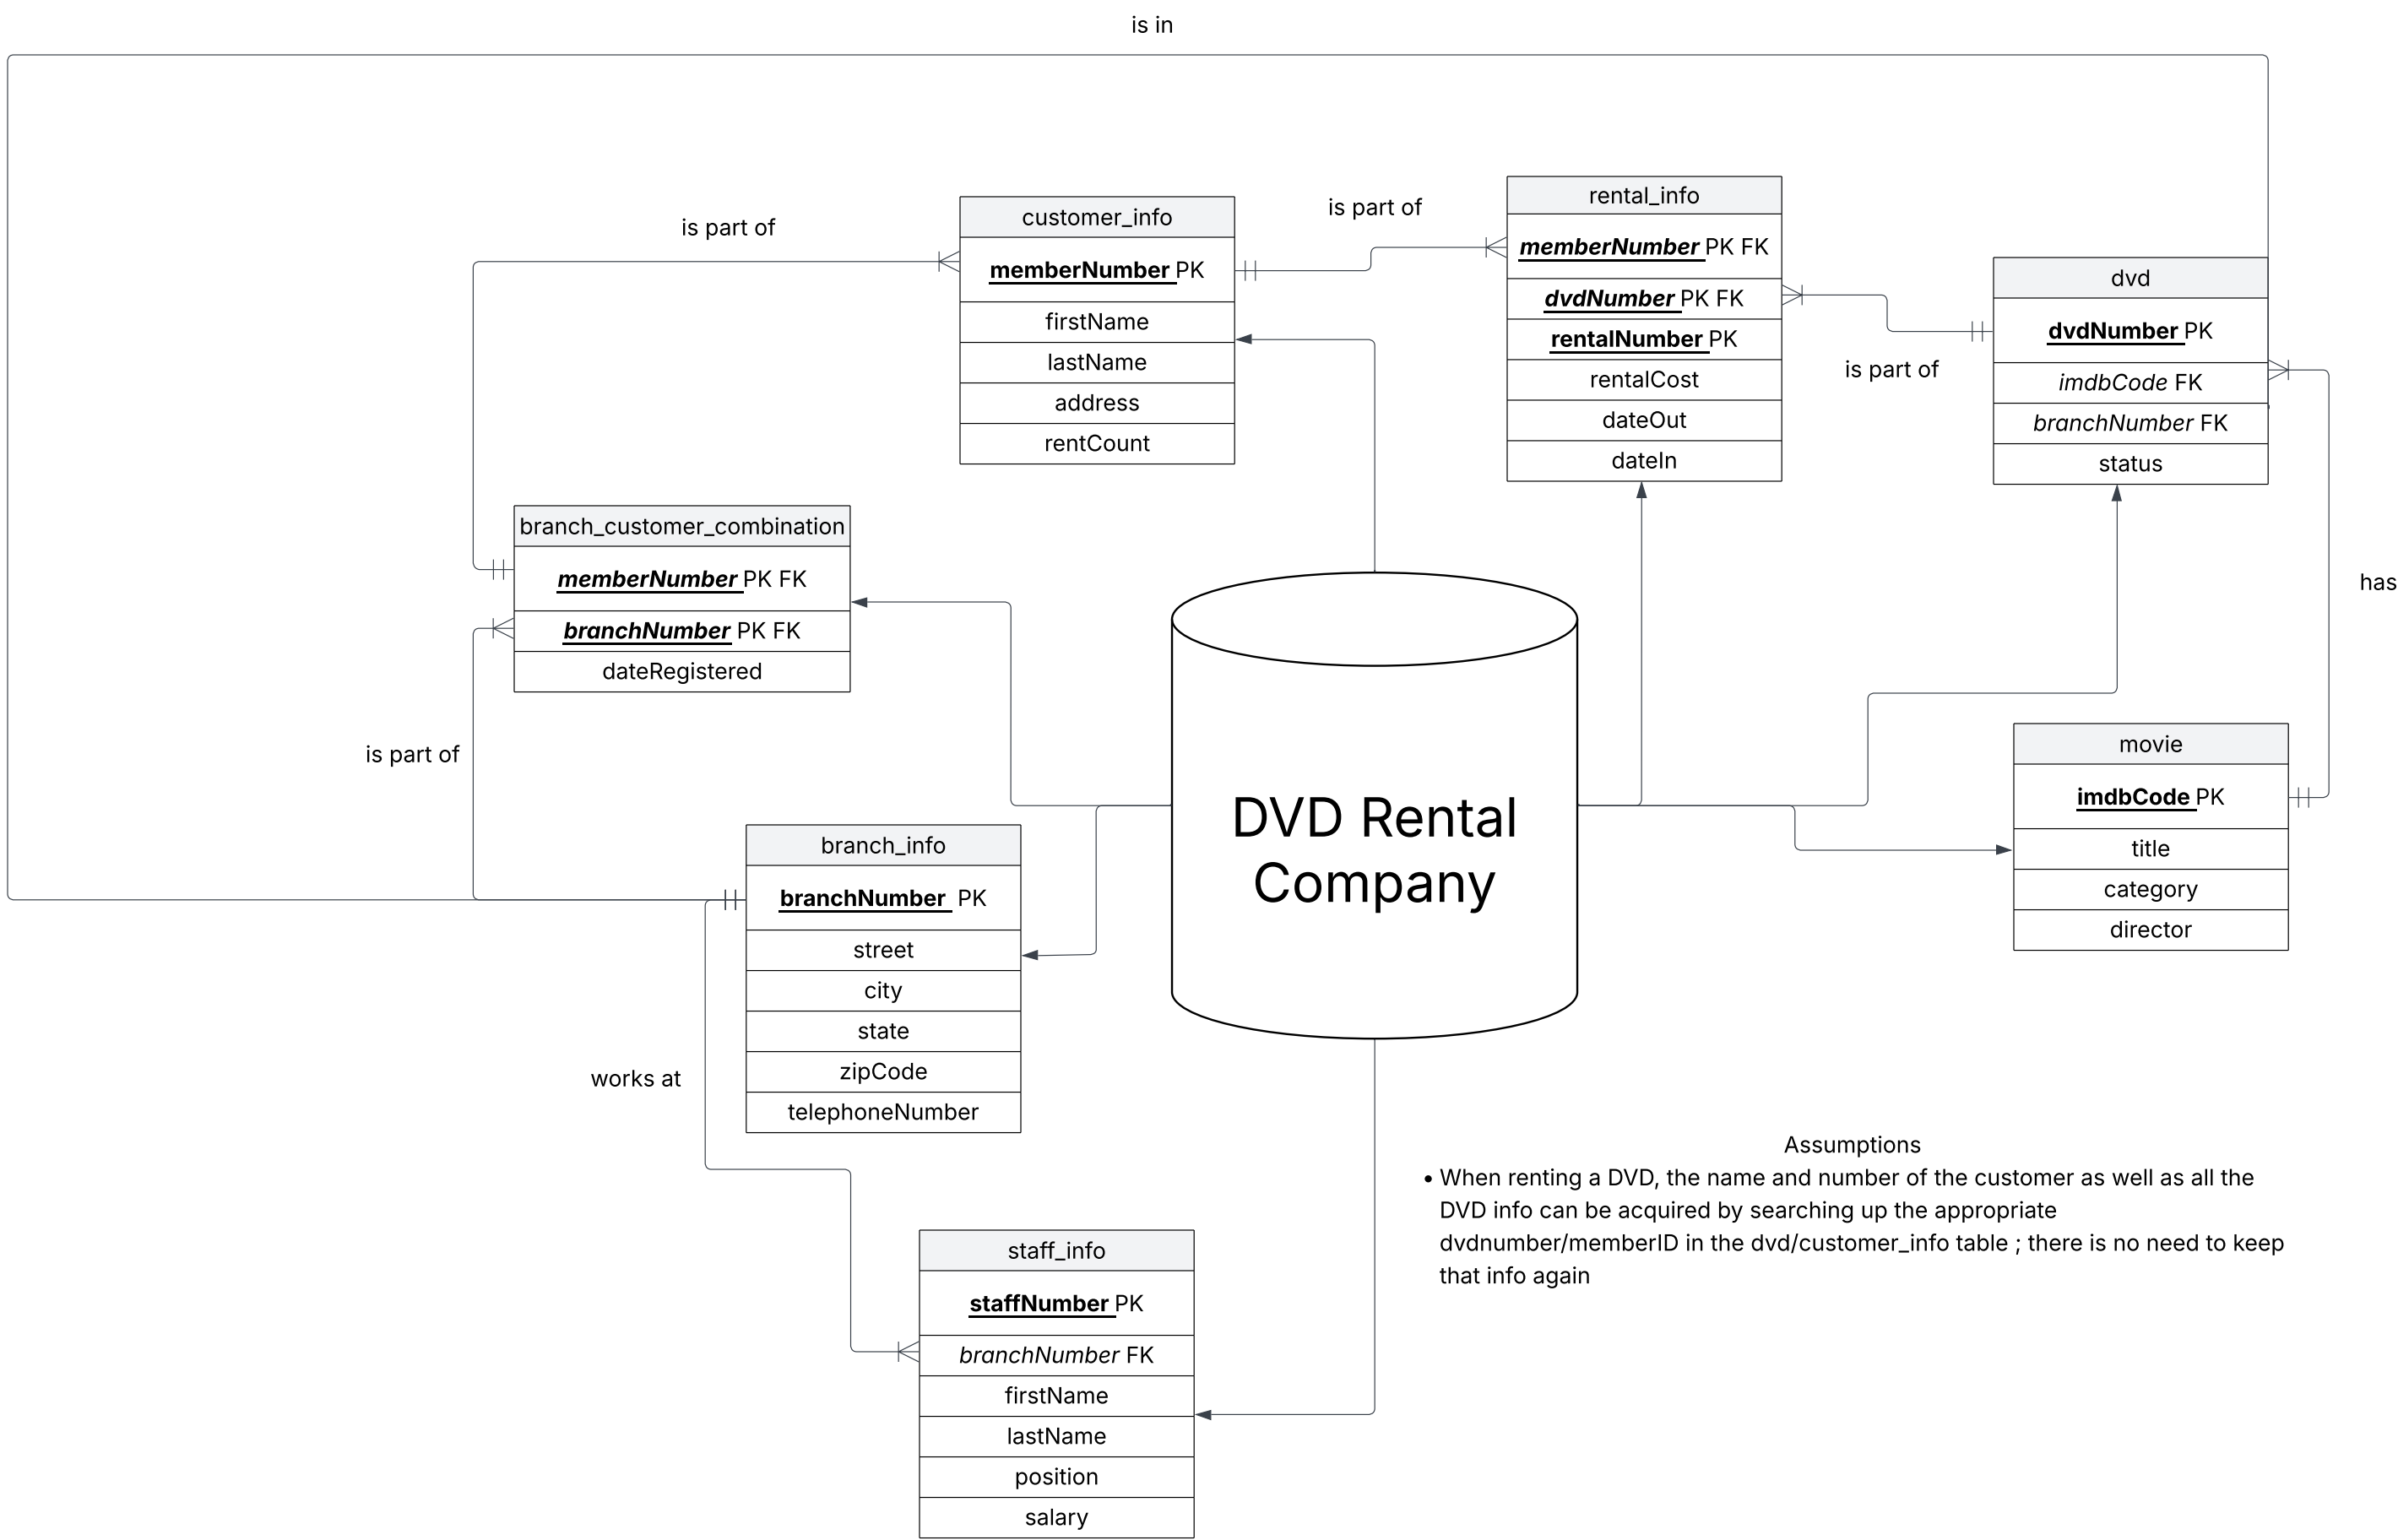 is in
is part of
customer_info
memberNumber PK
firstName
lastName
address
rentCount
is part of
rental_info
memberNumber PK FK
dvdNumber PK FK
rentalNumber PK
rentalCost
dateOut
dateIn
is part of
dvd
dvdNumber PK
imdbCode FK
branchNumber FK
status
has
branch_customer_combination
memberNumber PK FK
branchNumber PK FK
dateRegistered
is part of
DVD Rental
Company
movie
imdbCode PK
title
category
director
branch_info
branchNumber PK
street
city
state
zipCode
telephoneNumber
works at
Assumptions
• When renting a DVD, the name and number of the customer as well as all the
DVD info can be acquired by searching up the appropriate
dvdnumber/memberID in the dvd/customer_info table ; there is no need to keep
that info again
staff_info
staffNumber PK
branchNumber FK
firstName
lastName
position
salary